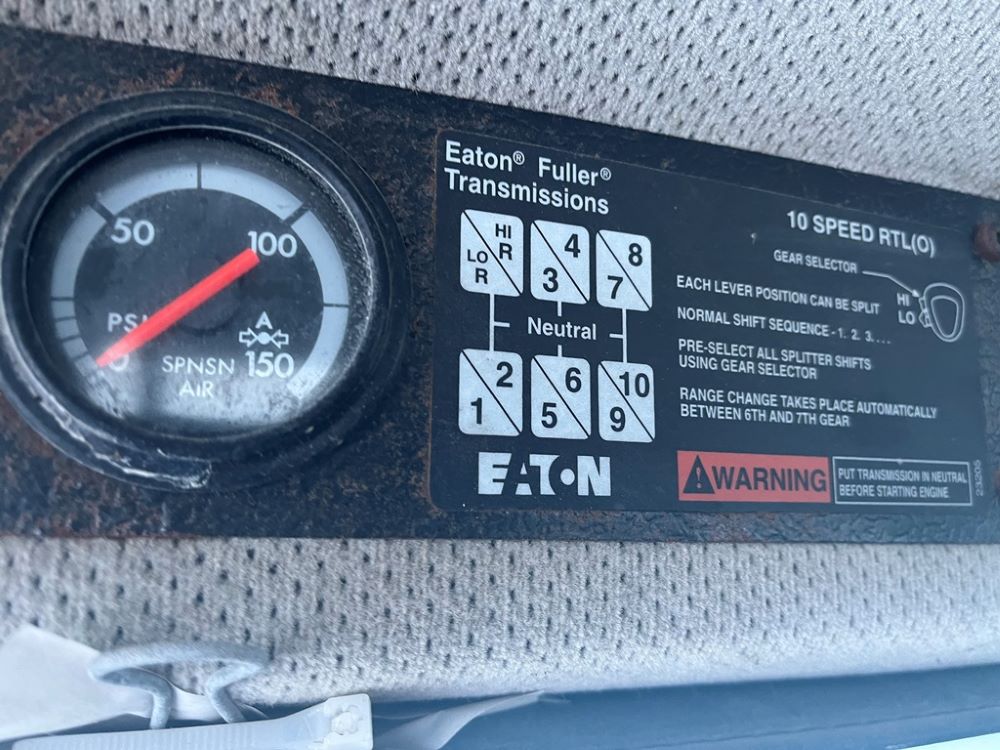 50
100
PSI
0
A
SPNSN
150
AIR
Eaton® Fuller®
Transmissions
HI
R
LO
R
4
3
8
7
Neutral
2
1
6
5
10
9
EATON
10 SPEED RTL(O)
GEAR SELECTOR
HI
LO
EACH LEVER POSITION CAN BE SPLIT
NORMAL SHIFT SEQUENCE - 1. 2. 3. . . .
PRE-SELECT ALL SPLITTER SHIFTS
USING GEAR SELECTOR
RANGE CHANGE TAKES PLACE AUTOMATICALLY
BETWEEN 6TH AND 7TH GEAR
WARNING
PUT TRANSMISSION IN NEUTRAL
BEFORE STARTING ENGINE
23205